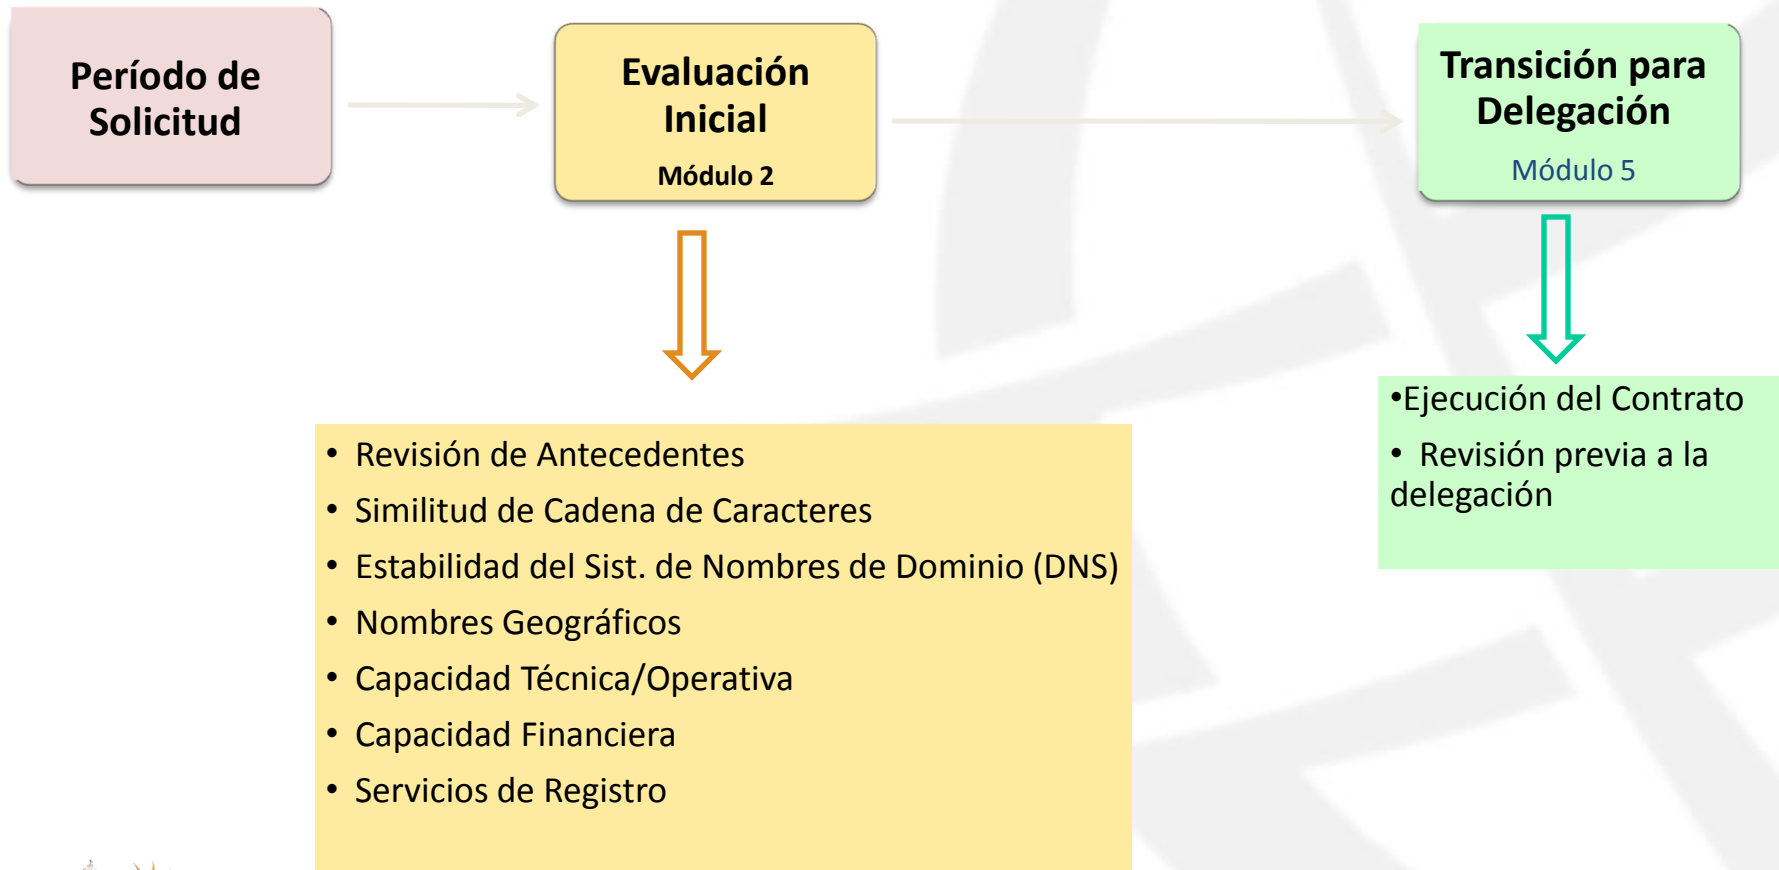 Período de
Solicitud
Evaluación
Inicial
Módulo 2
Transición para
Delegación
Módulo 5
• Revisión de Antecedentes
• Similitud de Cadena de Caracteres
• Estabilidad del Sist. de Nombres de Dominio (DNS)
• Nombres Geográficos
• Capacidad Técnica/Operativa
• Capacidad Financiera
• Servicios de Registro
•Ejecución del Contrato
• Revisión previa a la
delegación